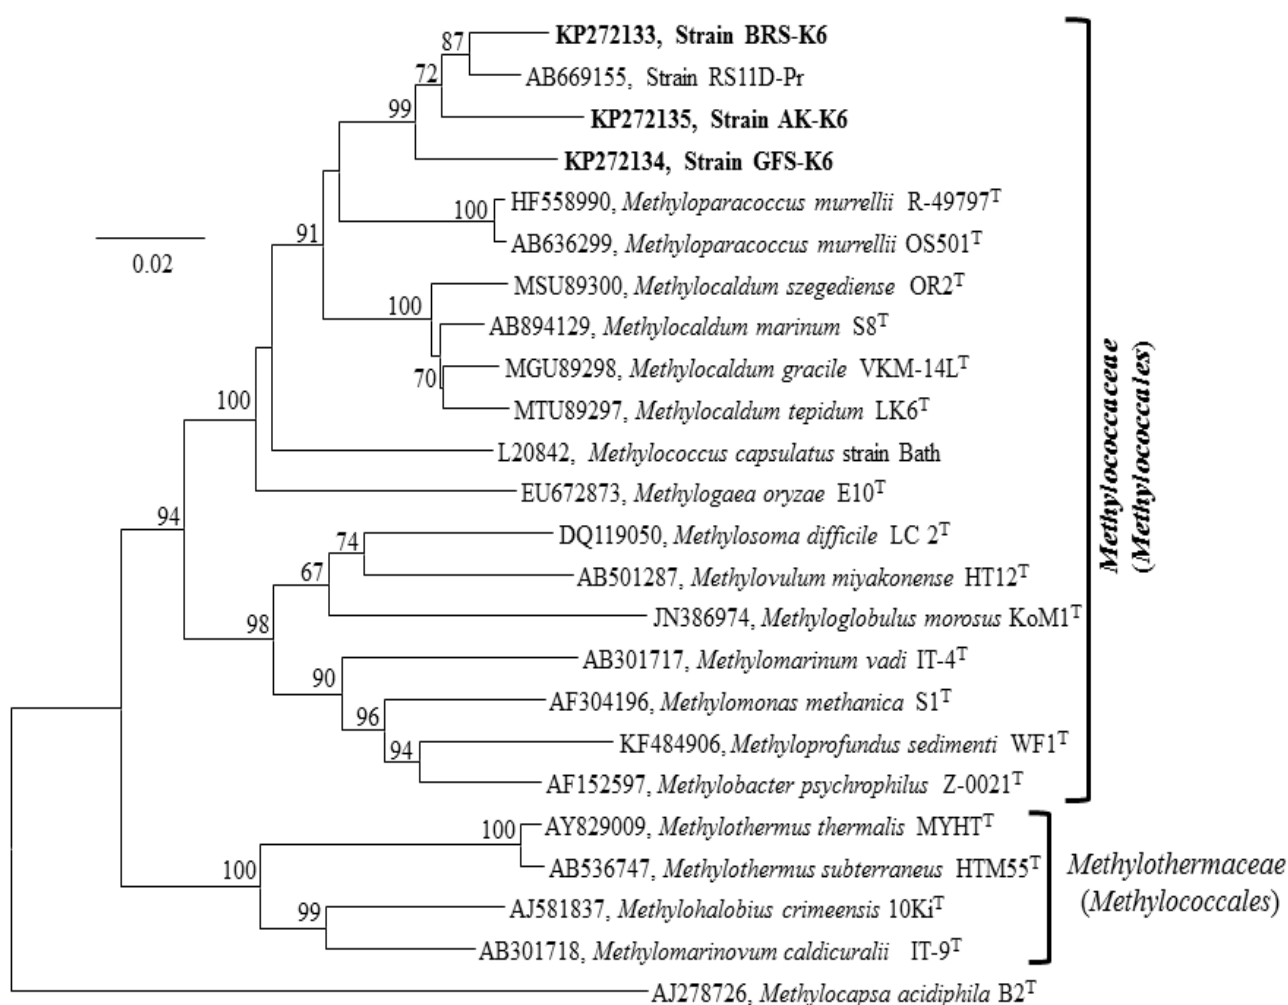 87
KP272133, Strain BRS-K6
72
AB669155, Strain RS11D-Pr
99
KP272135, Strain AK-K6
KP272134, Strain GFS-K6
100
HF558990, Methyloparacoccus murrellii R-49797T
91
AB636299, Methyloparacoccus murrellii OS501T
0.02
MSU89300, Methylocaldum szegediense OR2T
100
AB894129, Methylocaldum marinum S8T
MGU89298, Methylocaldum gracile VKM-14LT
70
MTU89297, Methylocaldum tepidum LK6T
100
L20842, Methylococcus capsulatus strain Bath
EU672873, Methylogaea oryzae E10T
94
DQ119050, Methylosoma difficile LC 2T
74
AB501287, Methylovulum miyakonense HT12T
67
JN386974, Methyloglobulus morosus KoM1T
98
AB301717, Methylomarinum vadi IT-4T
90
AF304196, Methylomonas methanica S1T
96
KF484906, Methyloprofundus sedimenti WF1T
94
AF152597, Methylobacter psychrophilus Z-0021T
Methylococcaceae
(Methylococcales)
100
AY829009, Methylothermus thermalis MYHTT
AB536747, Methylothermus subterraneus HTM55T
100
AJ581837, Methylohalobius crimeensis 10KiT
99
AB301718, Methylomarinovum caldicuralii IT-9T
Methylothermaceae
(Methylococcales)
AJ278726, Methylocapsa acidiphila B2T